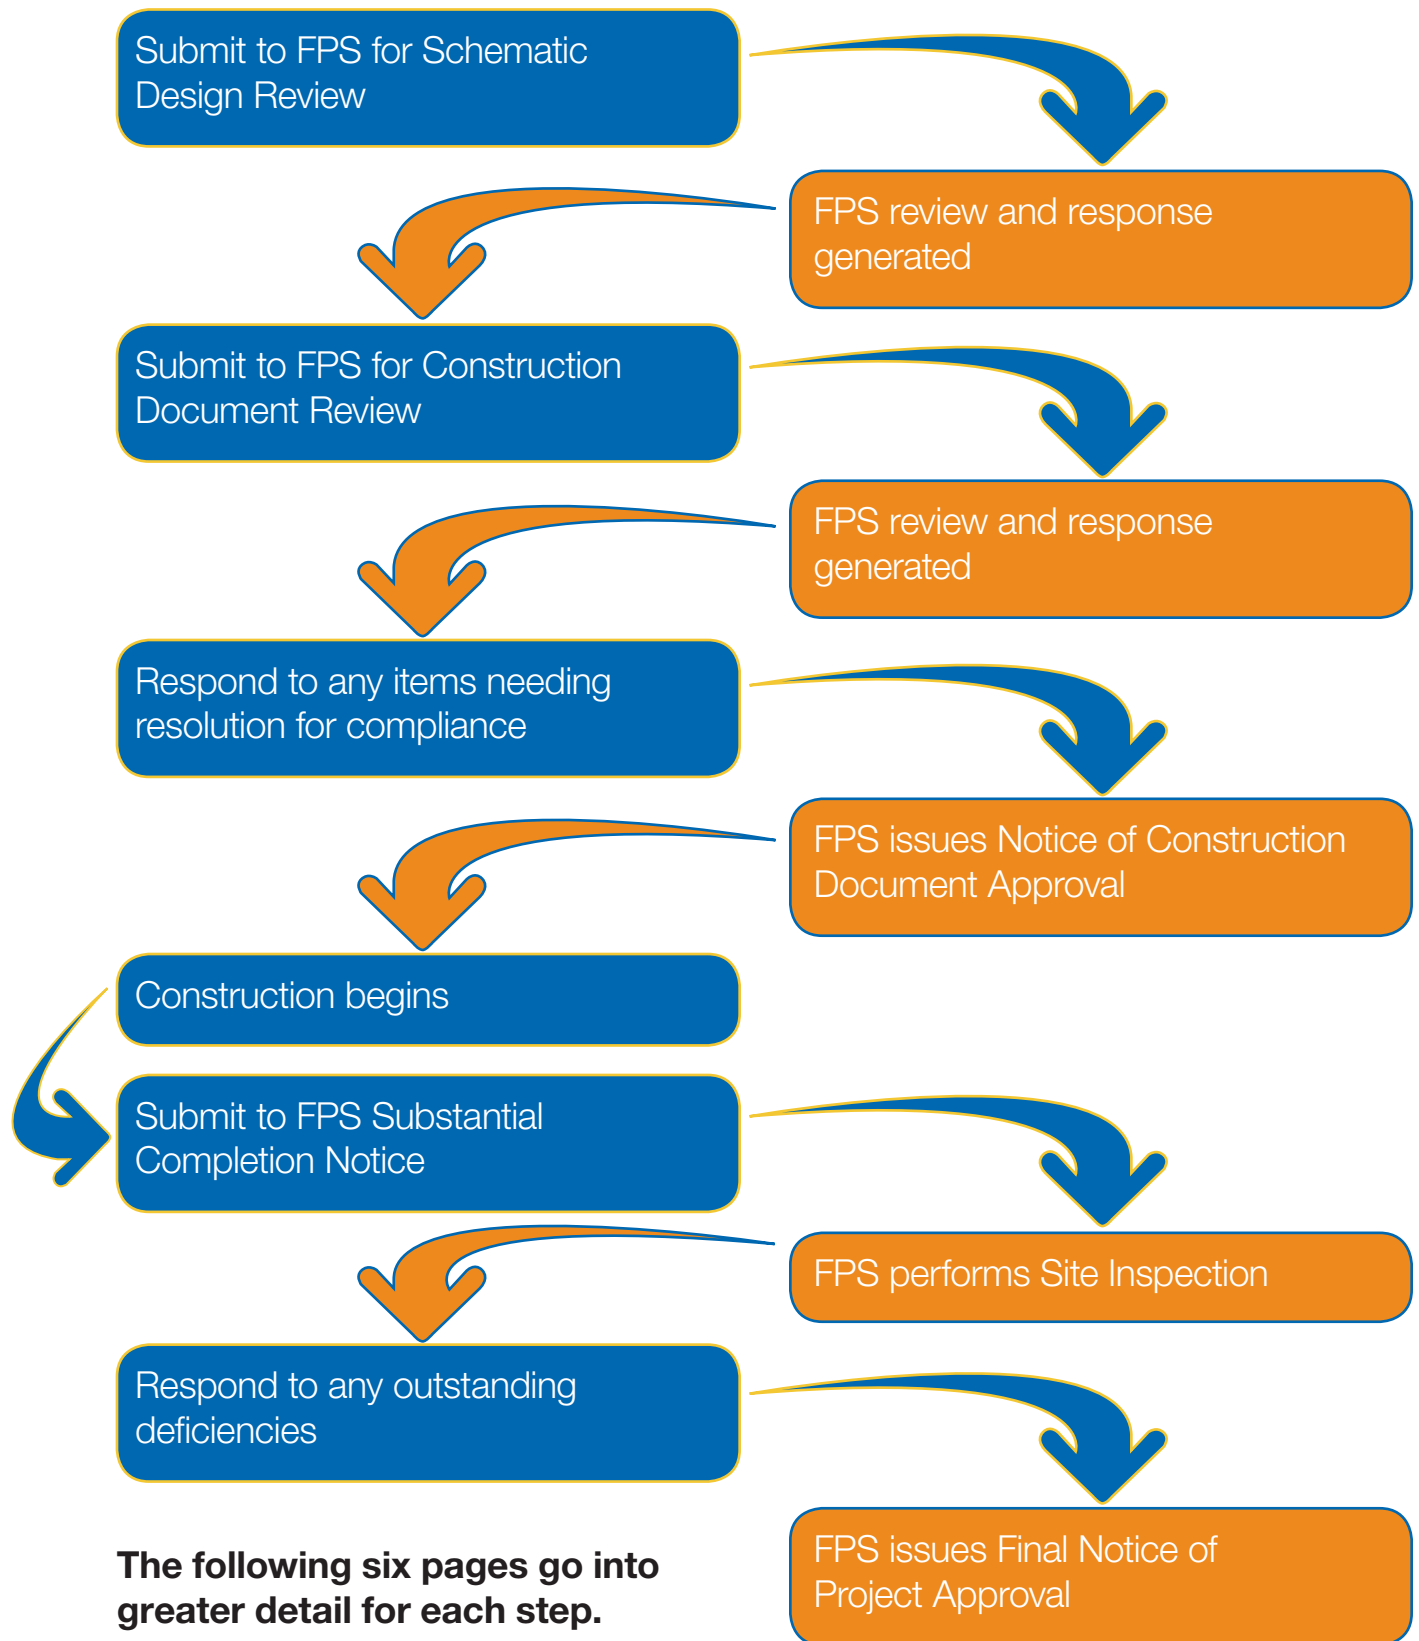 Submit to FPS for Schematic
Design Review
FPS review and response
generated
Submit to FPS for Construction
Document Review
FPS review and response
generated
Respond to any items needing
resolution for compliance
FPS issues Notice of Construction
Document Approval
Construction begins
Submit to FPS Substantial
Completion Notice
FPS performs Site Inspection
Respond to any outstanding
deficiencies
FPS issues Final Notice of
Project Approval
The following six pages go into
greater detail for each step.